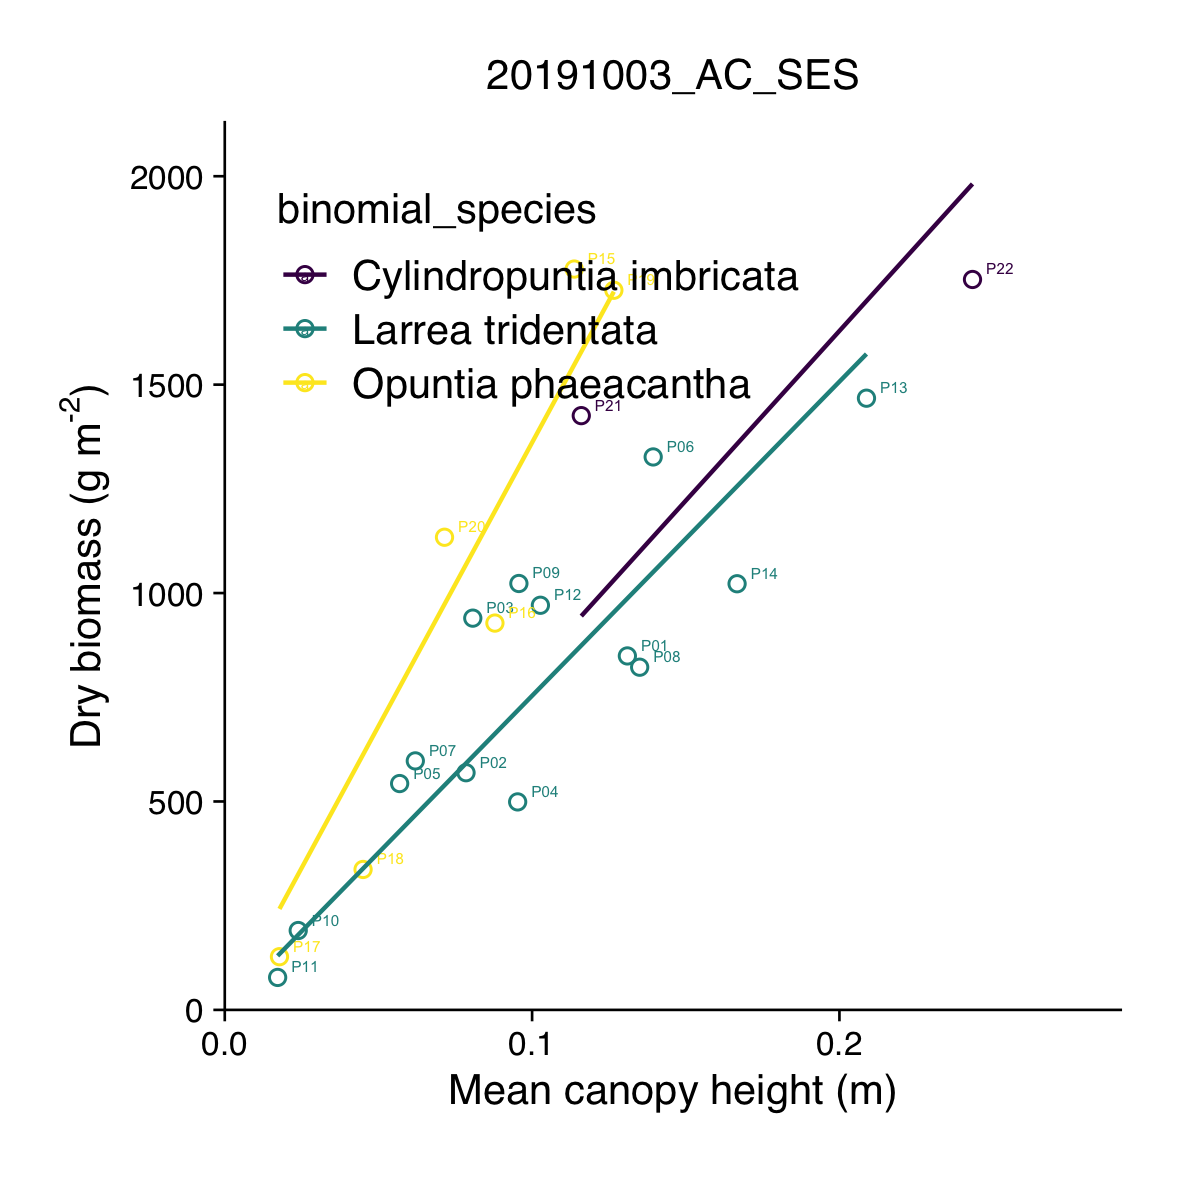 20191003_AC_SES
2000
1500
1000
500
0
0.0
0.1
0.2
Mean canopy height (m)
Dry biomass (g m-2)
binomial_species
Cylindropuntia imbricata
Larrea tridentata
Opuntia phaeacantha
P15
P19
P22
P13
P21
P06
P20
P09
P14
P12
P03
P16
P01
P08
P07
P02
P05
P04
P18
P10
P17
P11